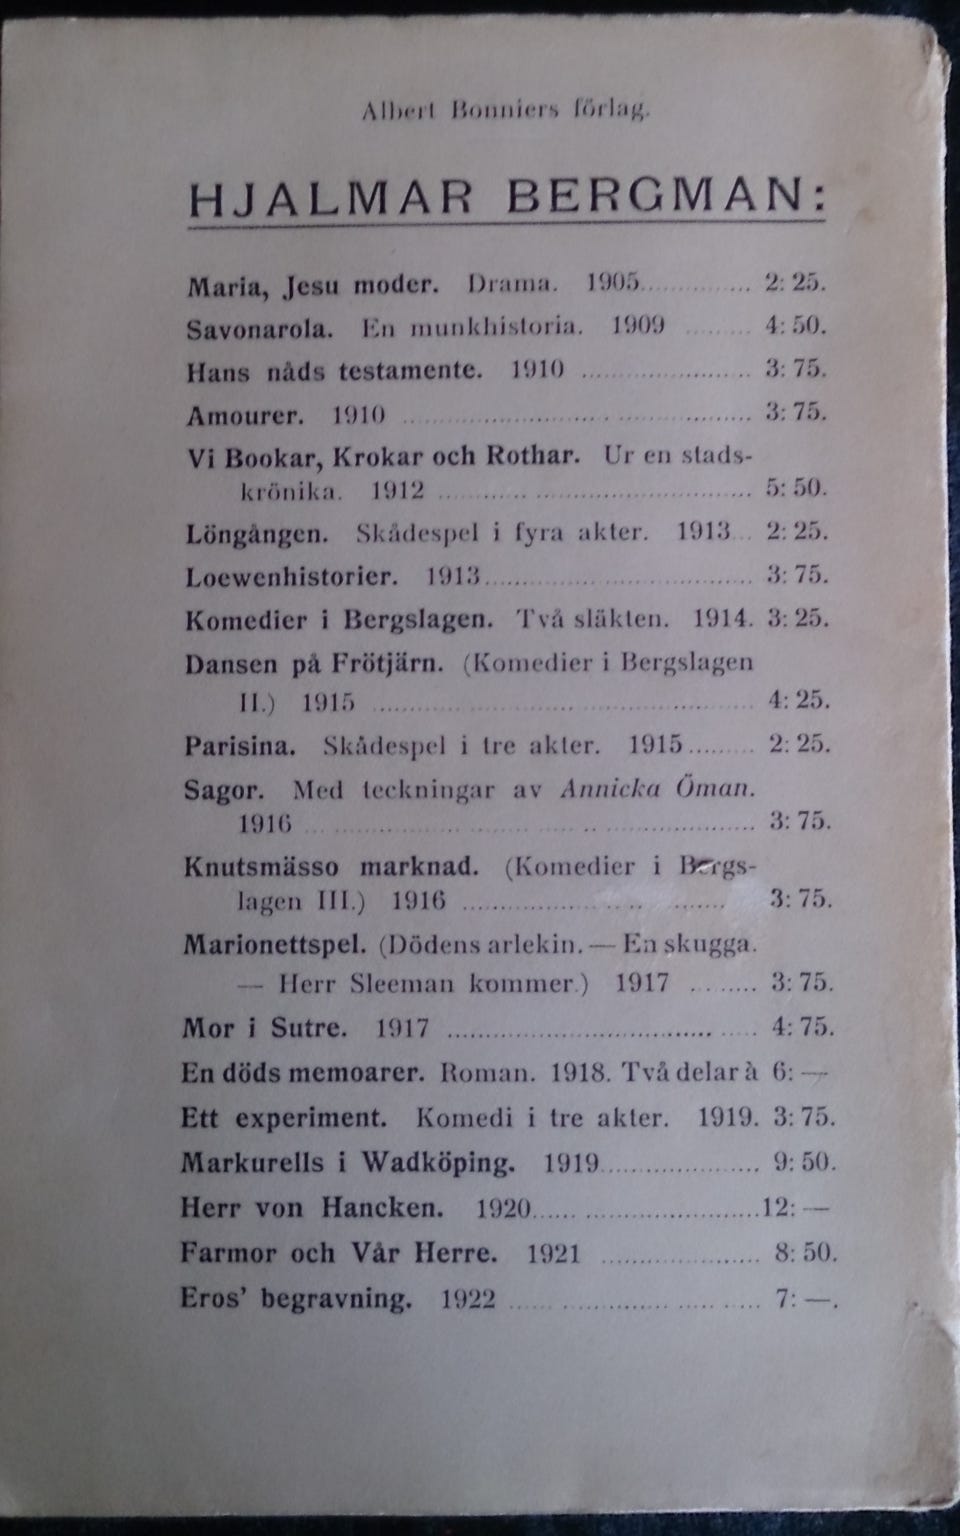 Albert Bonniers förlag.
HJALMAR BERGMAN:
Maria, Jesu moder. Drama. 1905 ............ 2: 25.
Savonarola. En munkhistoria. 1909 ........ 4: 50.
Hans nåds testamente. 1910 ........................ 3: 75.
Amourer. 1910 ................................................ 3: 75.
Vi Bookar, Krokar och Rothar. Ur en stads-
krönika. 1912 ........................................ 5: 50.
Löngången. Skådespel i fyra akter. 1913 ... 2: 25.
Loewenhistorier. 1913 .................................... 3: 75.
Komedier i Bergslagen. Två släkten. 1914. 3: 25.
Dansen på Frötjärn. (Komedier i Bergslagen
II.) 1915 ................................................ 4: 25.
Parisina. Skådespel i tre akter. 1915 ......... 2: 25.
Sagor. Med teckningar av Annicka Öman.
1916 ........................................................ 3: 75.
Knutsmässo marknad. (Komedier i Bergs-
lagen III.) 1916 .................................... 3: 75.
Marionettspel. (Dödens arlekin. — En skugga.
— Herr Sleeman kommer.) 1917 ......... 3: 75.
Mor i Sutre. 1917 ........................................ 4: 75.
En döds memoarer. Roman. 1918. Två delar à 6: —
Ett experiment. Komedi i tre akter. 1919. 3: 75.
Markurells i Wadköping. 1919 ..................... 9: 50.
Herr von Hancken. 1920 .............................. 12: —
Farmor och Vår Herre. 1921 ..................... 8: 50.
Eros' begravning. 1922 ................................. 7: —.